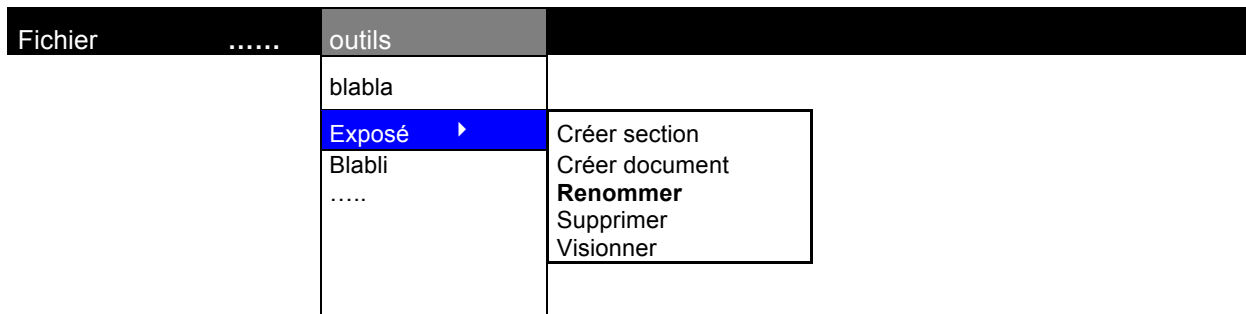 Fichier ...... outils
blabla
Exposé
Blabli
…..
Créer section
Créer document
Renommer
Supprimer
Visionner